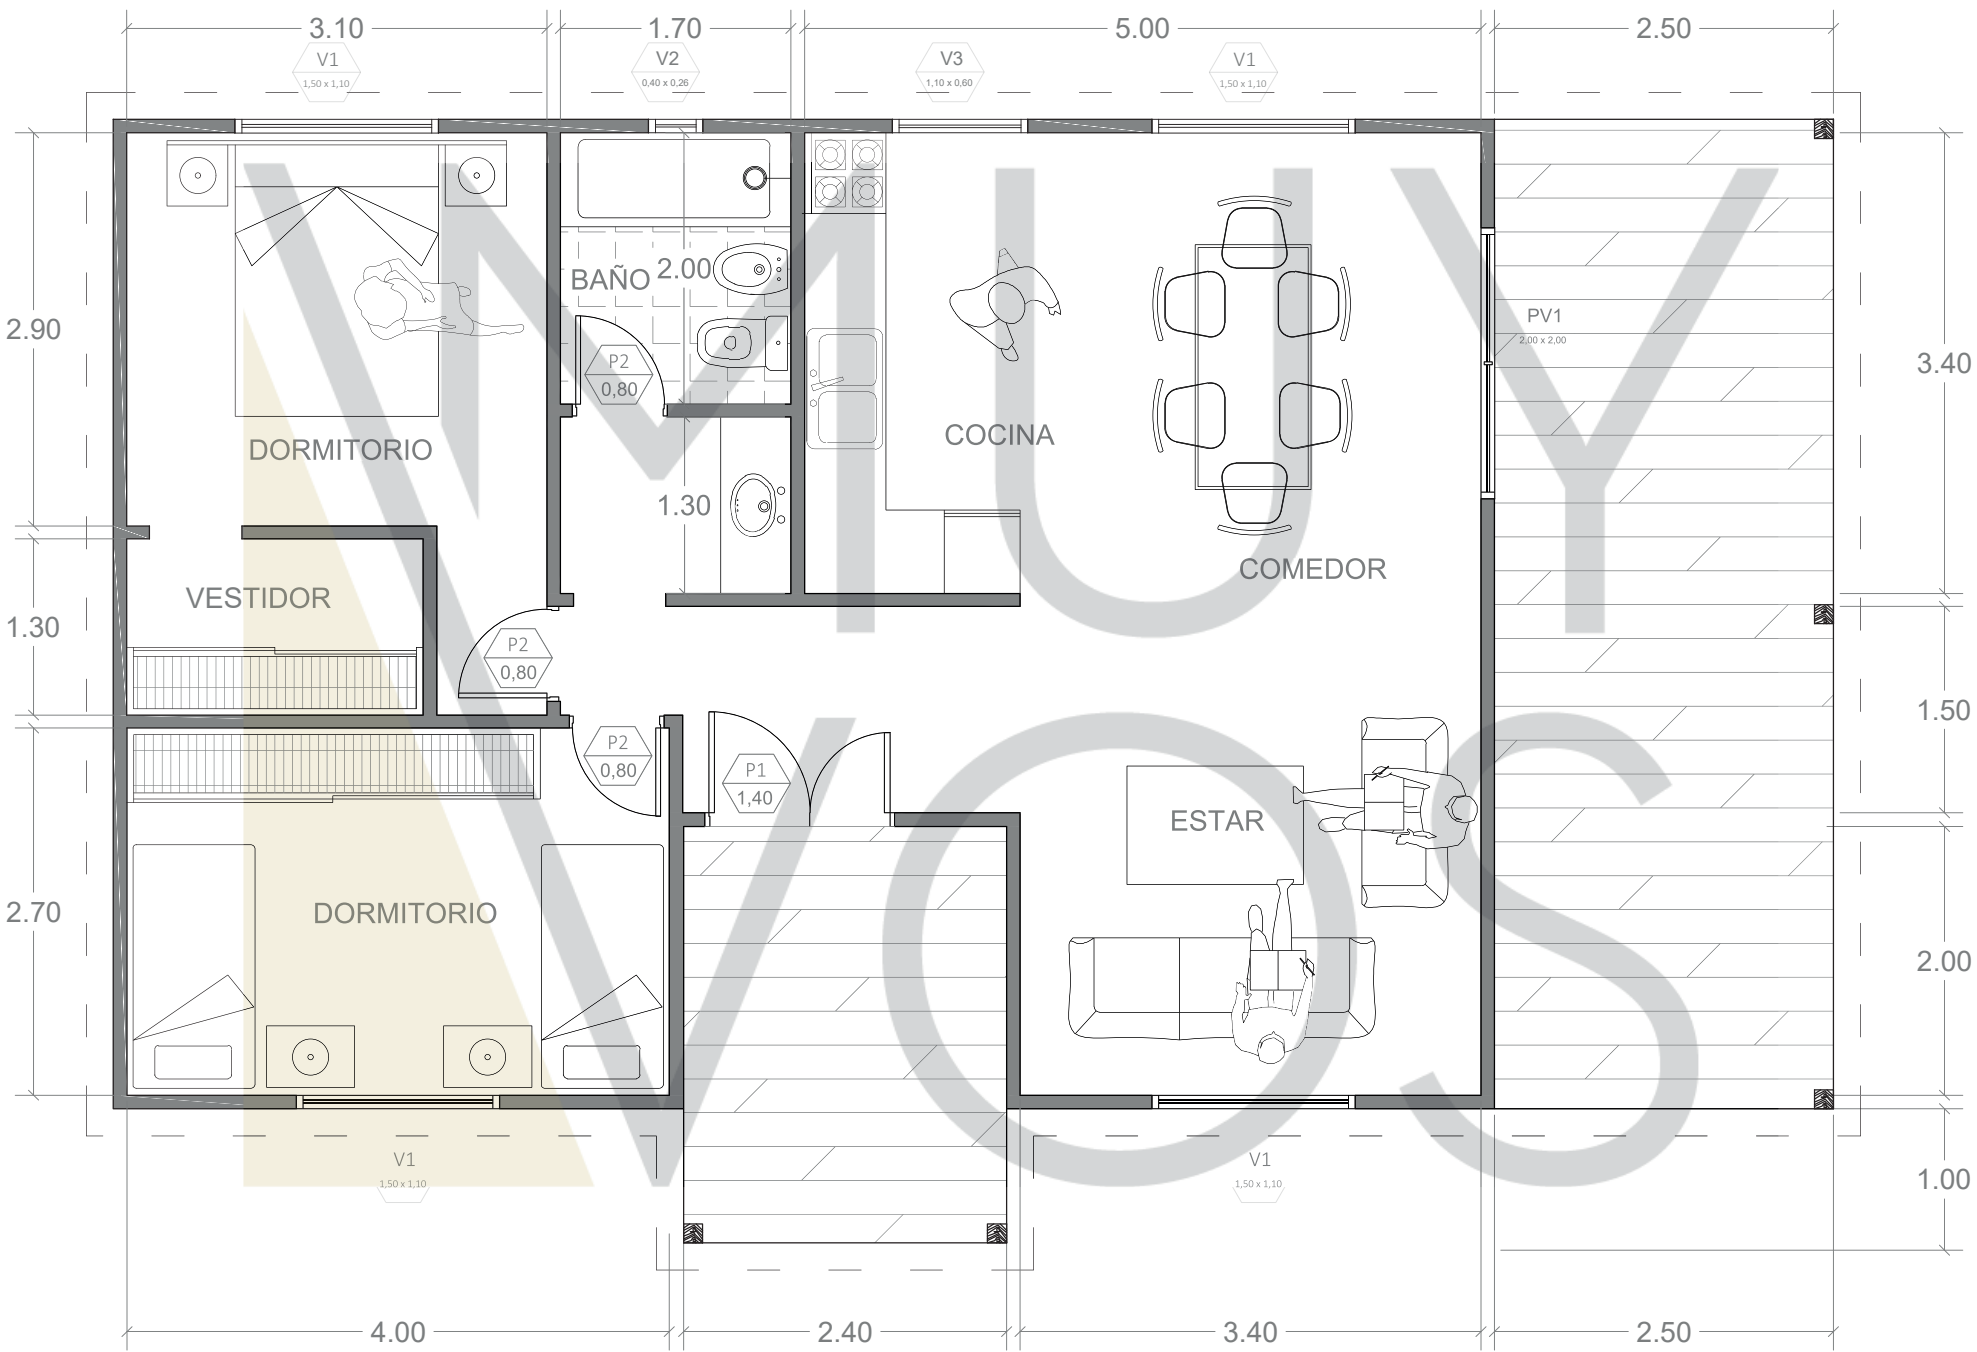 3.10
1.70
5.00
2.50
V1
1,50 x 1,10
V2
0,40 x 0,26
V3
1,10 x 0,60
V1
1,50 x 1,10
MUY
VOS
2.90
BAÑO
2.00
PV1
2,00 x 2,00
P2
0,80
3.40
DORMITORIO
COCINA
1.30
COMEDOR
VESTIDOR
1.30
P2
0,80
1.50
P2
0,80
P1
1,40
ESTAR
2.70
DORMITORIO
2.00
V1
1,50 x 1,10
V1
1,50 x 1,10
1.00
4.00
2.40
3.40
2.50